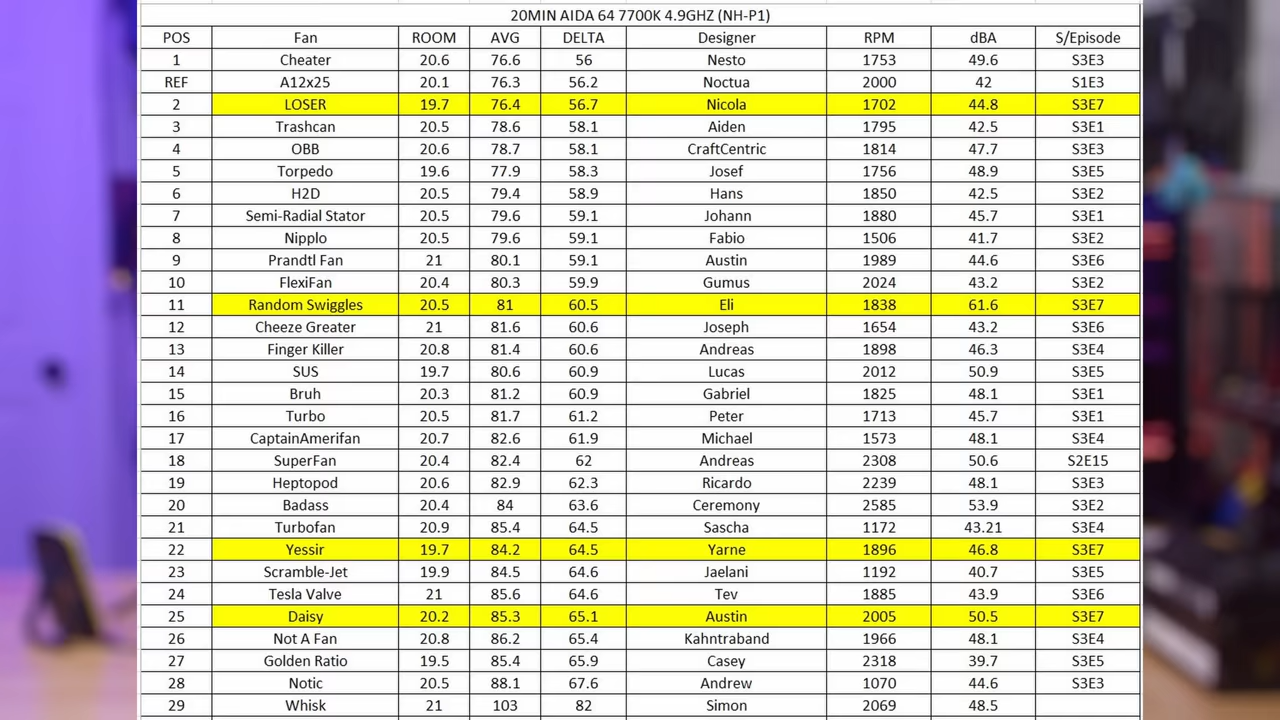 20MIN AIDA 64 7700K 4.9GHZ (NH-P1)
POS Fan ROOM AVG DELTA Designer RPM dBA S/Episode
1 Cheater 20.6 76.6 56 Nesto 1753 49.6 S3E3
REF A12x25 20.1 76.3 56.2 Noctua 2000 42 S1E3
2 LOSER 19.7 76.4 56.7 Nicola 1702 44.8 S3E7
3 Trashcan 20.5 78.6 58.1 Aiden 1795 42.5 S3E1
4 OBB 20.6 78.7 58.1 CraftCentric 1814 47.7 S3E3
5 Torpedo 19.6 77.9 58.3 Josef 1756 48.9 S3E5
6 H2D 20.5 79.4 58.9 Hans 1850 42.5 S3E2
7 Semi-Radial Stator 20.5 79.6 59.1 Johann 1880 45.7 S3E1
8 Nipplo 20.5 79.6 59.1 Fabio 1506 41.7 S3E2
9 Prandtl Fan 21 80.1 59.1 Austin 1989 44.6 S3E6
10 FlexiFan 20.4 80.3 59.9 Gumus 2024 43.2 S3E2
11 Random Swiggles 20.5 81 60.5 Eli 1838 61.6 S3E7
12 Cheeze Greater 21 81.6 60.6 Joseph 1654 43.2 S3E6
13 Finger Killer 20.8 81.4 60.6 Andreas 1898 46.3 S3E4
14 SUS 19.7 80.6 60.9 Lucas 2012 50.9 S3E5
15 Bruh 20.3 81.2 60.9 Gabriel 1825 48.1 S3E1
16 Turbo 20.5 81.7 61.2 Peter 1713 45.7 S3E1
17 CaptainAmerifan 20.7 82.6 61.9 Michael 1573 48.1 S3E4
18 SuperFan 20.4 82.4 62 Andreas 2308 50.6 S2E15
19 Heptopod 20.6 82.9 62.3 Ricardo 2239 48.1 S3E3
20 Badass 20.4 84 63.6 Ceremony 2585 53.9 S3E2
21 Turbofan 20.9 85.4 64.5 Sascha 1172 43.21 S3E4
22 Yessir 19.7 84.2 64.5 Yarne 1896 46.8 S3E7
23 Scramble-Jet 19.9 84.5 64.6 Jaelani 1192 40.7 S3E5
24 Tesla Valve 21 85.6 64.6 Tev 1885 43.9 S3E6
25 Daisy 20.2 85.3 65.1 Austin 2005 50.5 S3E7
26 Not A Fan 20.8 86.2 65.4 Kahntraband 1966 48.1 S3E4
27 Golden Ratio 19.5 85.4 65.9 Casey 2318 39.7 S3E5
28 Notic 20.5 88.1 67.6 Andrew 1070 44.6 S3E3
29 Whisk 21 103 82 Simon 2069 48.5